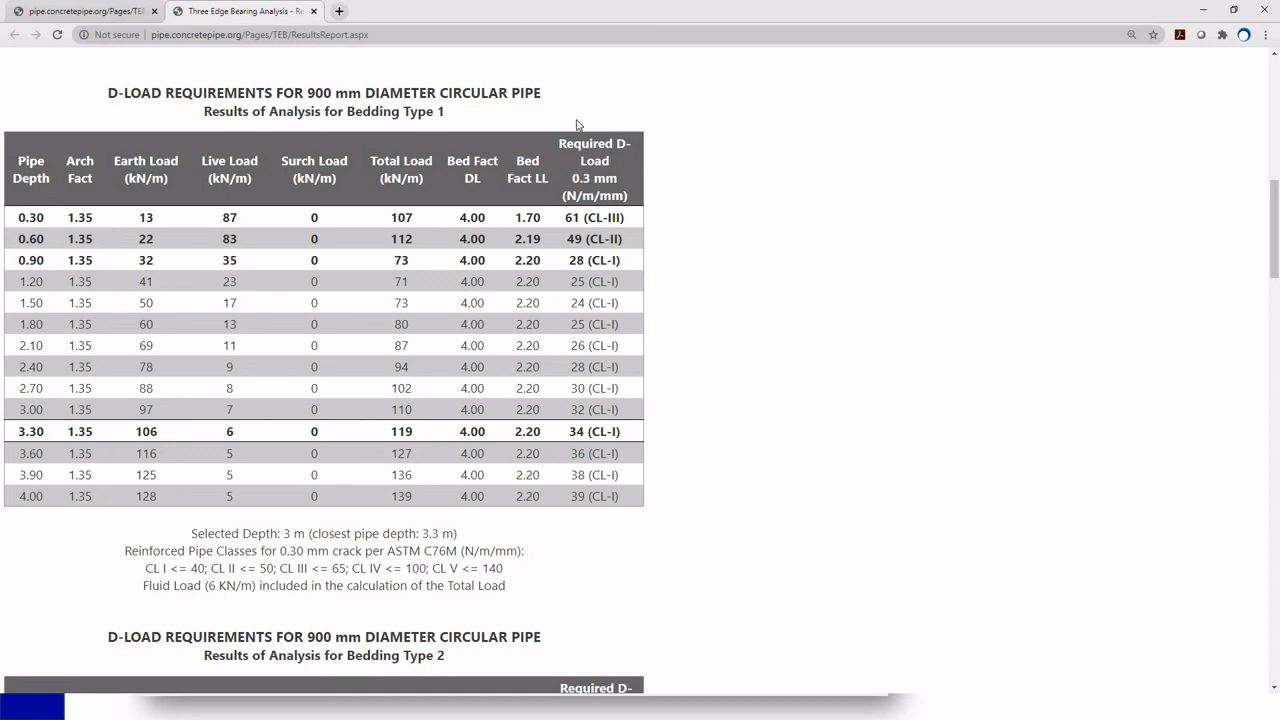 pipe.concretepipe.org/Pages/TEB/
Three Edge Bearing Analysis - Re
Not secure | pipe.concretepipe.org/Pages/TEB/ResultsReport.aspx
D-LOAD REQUIREMENTS FOR 900 mm DIAMETER CIRCULAR PIPE
Results of Analysis for Bedding Type 1
Pipe Depth Arch Fact Earth Load (kN/m) Live Load (kN/m) Surch Load (kN/m) Total Load (kN/m) Bed Fact DL Bed Fact LL Required D-Load 0.3 mm (N/m/mm)
0.30 1.35 13 87 0 107 4.00 1.70 61 (CL-III)
0.60 1.35 22 83 0 112 4.00 2.19 49 (CL-II)
0.90 1.35 32 35 0 73 4.00 2.20 28 (CL-I)
1.20 1.35 41 23 0 71 4.00 2.20 25 (CL-I)
1.50 1.35 50 17 0 73 4.00 2.20 24 (CL-I)
1.80 1.35 60 13 0 80 4.00 2.20 25 (CL-I)
2.10 1.35 69 11 0 87 4.00 2.20 26 (CL-I)
2.40 1.35 78 9 0 94 4.00 2.20 28 (CL-I)
2.70 1.35 88 8 0 102 4.00 2.20 30 (CL-I)
3.00 1.35 97 7 0 110 4.00 2.20 32 (CL-I)
3.30 1.35 106 6 0 119 4.00 2.20 34 (CL-I)
3.60 1.35 116 5 0 127 4.00 2.20 36 (CL-I)
3.90 1.35 125 5 0 136 4.00 2.20 38 (CL-I)
4.00 1.35 128 5 0 139 4.00 2.20 39 (CL-I)
Selected Depth: 3 m (closest pipe depth: 3.3 m)
Reinforced Pipe Classes for 0.30 mm crack per ASTM C76M (N/m/mm):
CL I <= 40; CL II <= 50; CL III <= 65; CL IV <= 100; CL V <= 140
Fluid Load (6 KN/m) included in the calculation of the Total Load
D-LOAD REQUIREMENTS FOR 900 mm DIAMETER CIRCULAR PIPE
Results of Analysis for Bedding Type 2
Required D-